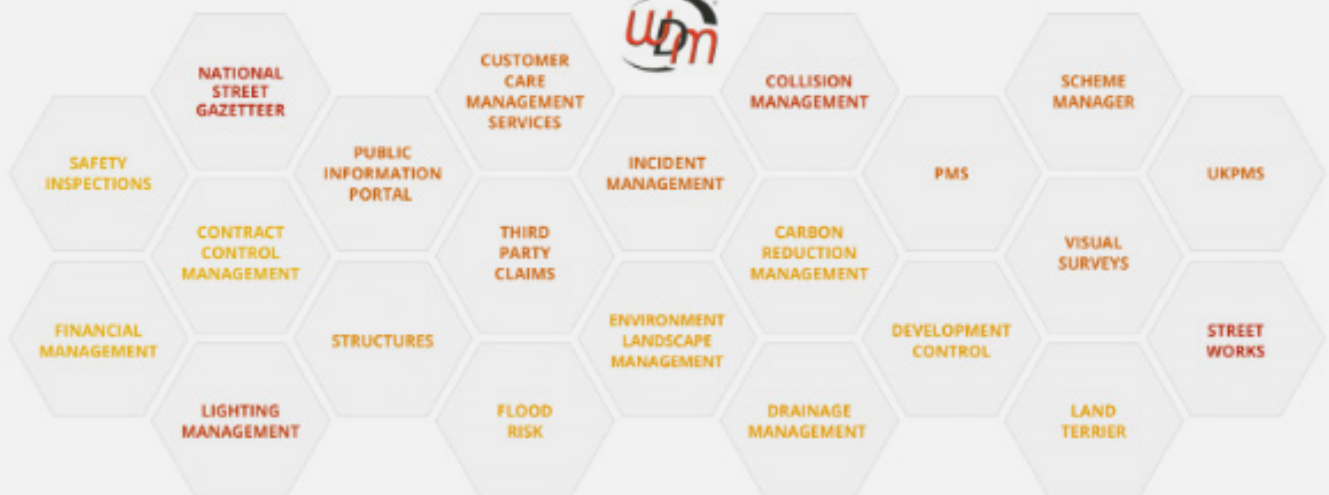 WDM
NATIONAL
STREET
GAZETTEER
CUSTOMER
CARE
MANAGEMENT
SERVICES
COLLISION
MANAGEMENT
SCHEME
MANAGER
SAFETY
INSPECTIONS
PUBLIC
INFORMATION
PORTAL
INCIDENT
MANAGEMENT
PMS
UKPMS
CONTRACT
CONTROL
MANAGEMENT
THIRD
PARTY
CLAIMS
CARBON
REDUCTION
MANAGEMENT
VISUAL
SURVEYS
FINANCIAL
MANAGEMENT
STRUCTURES
ENVIRONMENT
LANDSCAPE
MANAGEMENT
DEVELOPMENT
CONTROL
STREET
WORKS
LIGHTING
MANAGEMENT
FLOOD
RISK
DRAINAGE
MANAGEMENT
LAND
TERRIER